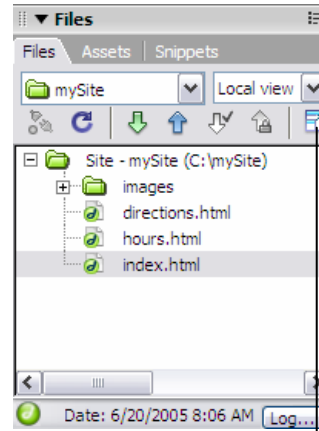 Files
Files Assets Snippets
mySite Local view
Site - mySite (C:\mySite)
images
directions.html
hours.html
index.html
Date: 6/20/2005 8:06 AM Log...